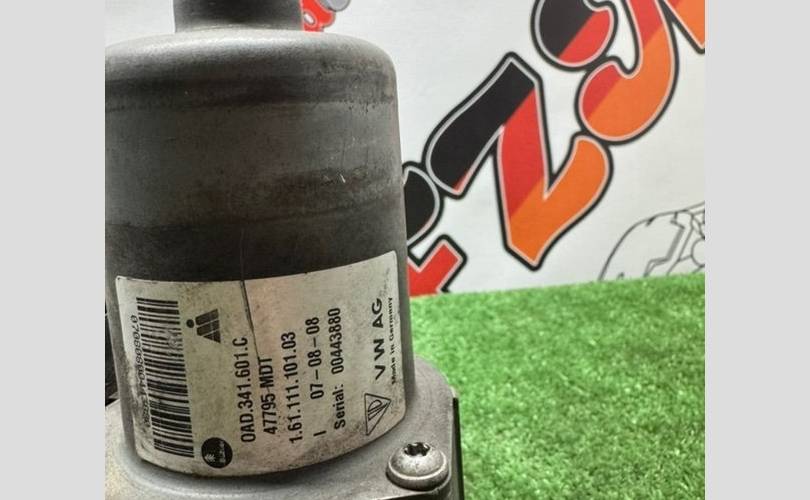 0AD.341.601.C
47795-MDT
1.61.111.101.03
I 07-08-08
Serial: 00443880
VW AG
Made in Germany